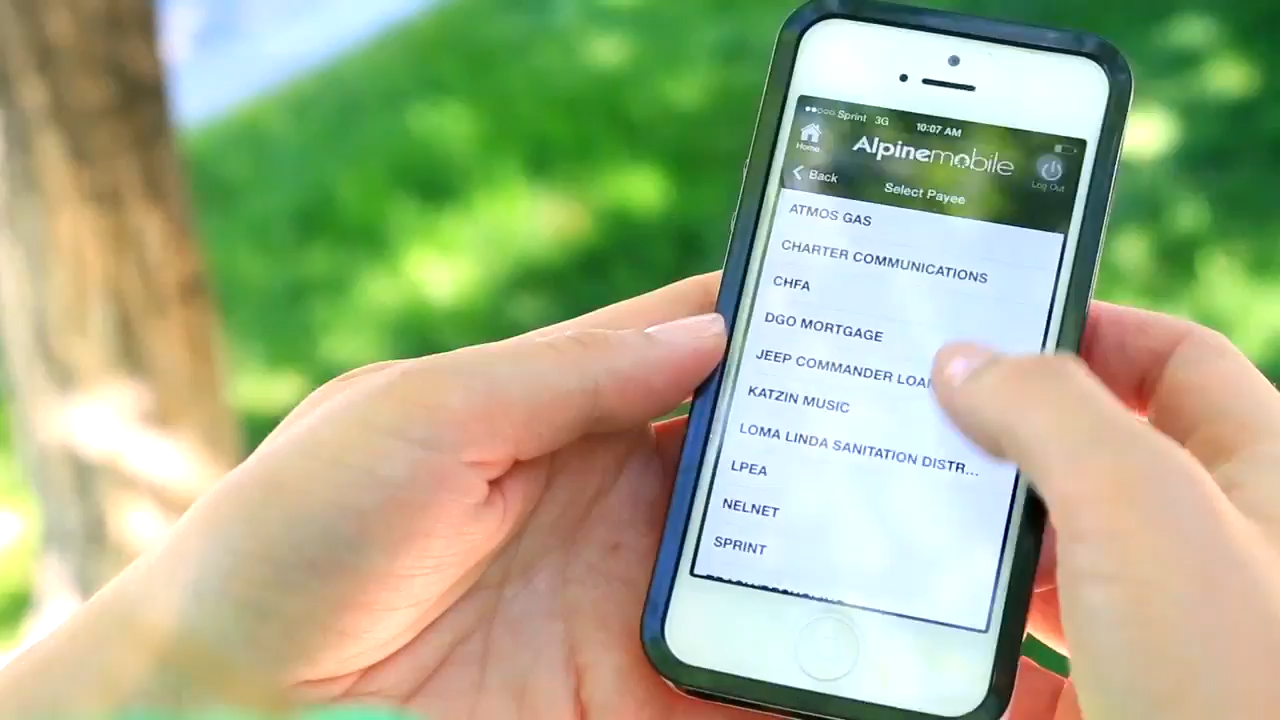 Sprint 3G 10:07 AM
Home
Alpinemobile
Log Out
Back
Select Payee
ATMOS GAS
CHARTER COMMUNICATIONS
CHFA
DGO MORTGAGE
JEEP COMMANDER LOA
KATZIN MUSIC
LOMA LINDA SANITATION DISTR...
LPEA
NELNET
SPRINT